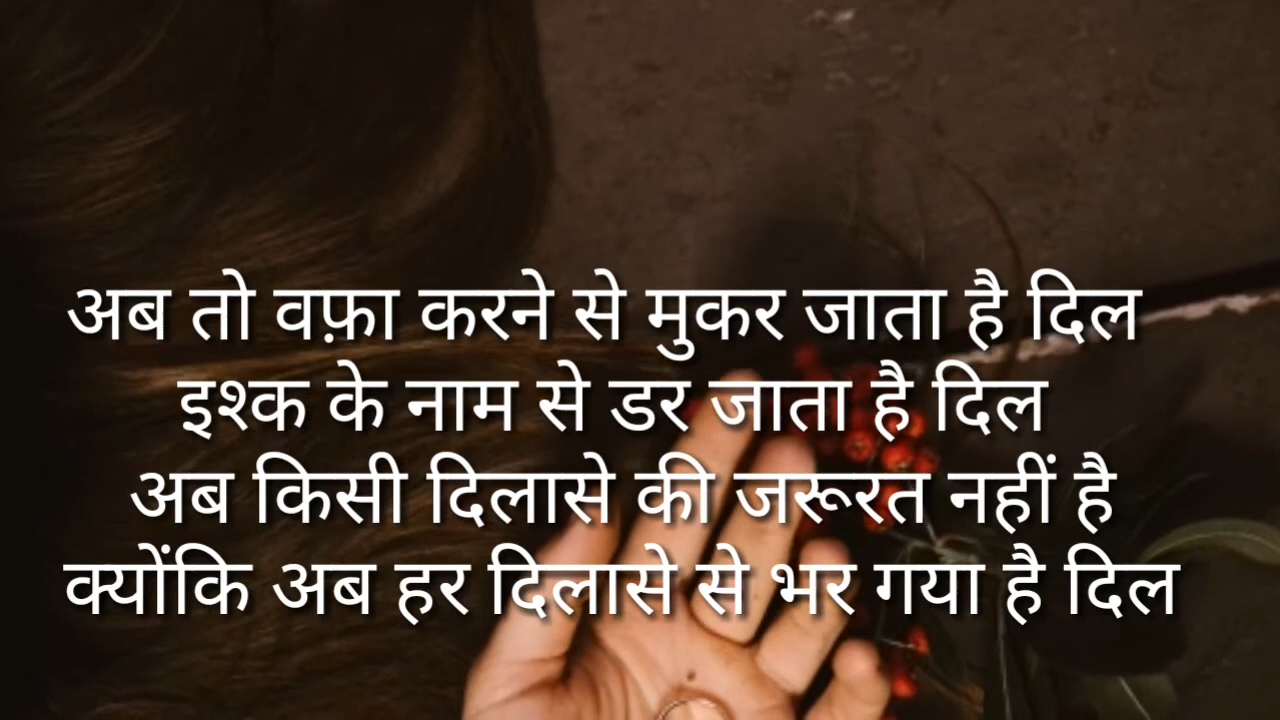 अब तो वफ़ा करने से मुकर जाता है दिल
इश्क के नाम से डर जाता है दिल
अब किसी दिलासे की जरूरत नहीं है
क्योंकि अब हर दिलासे से भर गया है दिल